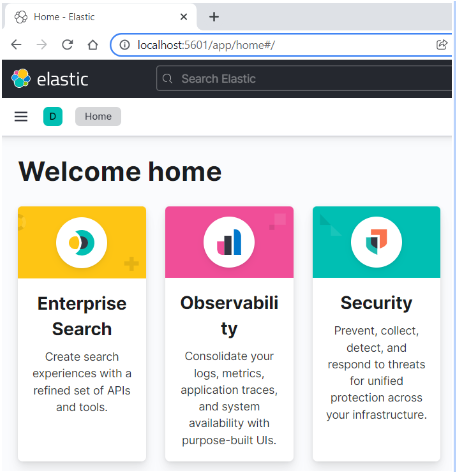 Home - Elastic
localhost:5601/app/home#/
elastic
Search Elastic
D
Home
Welcome home
Enterprise
Search
Create search
experiences with a
refined set of APIs
and tools.
Observabili
ty
Consolidate your
logs, metrics,
application traces,
and system
availability with
purpose-built UIs.
Security
Prevent, collect,
detect, and
respond to threats
for unified
protection across
your infrastructure.